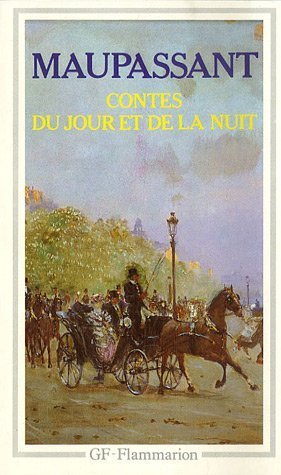 MAUPASSANT
CONTES
DU JOUR ET DE LA NUIT
GF-Flammarion